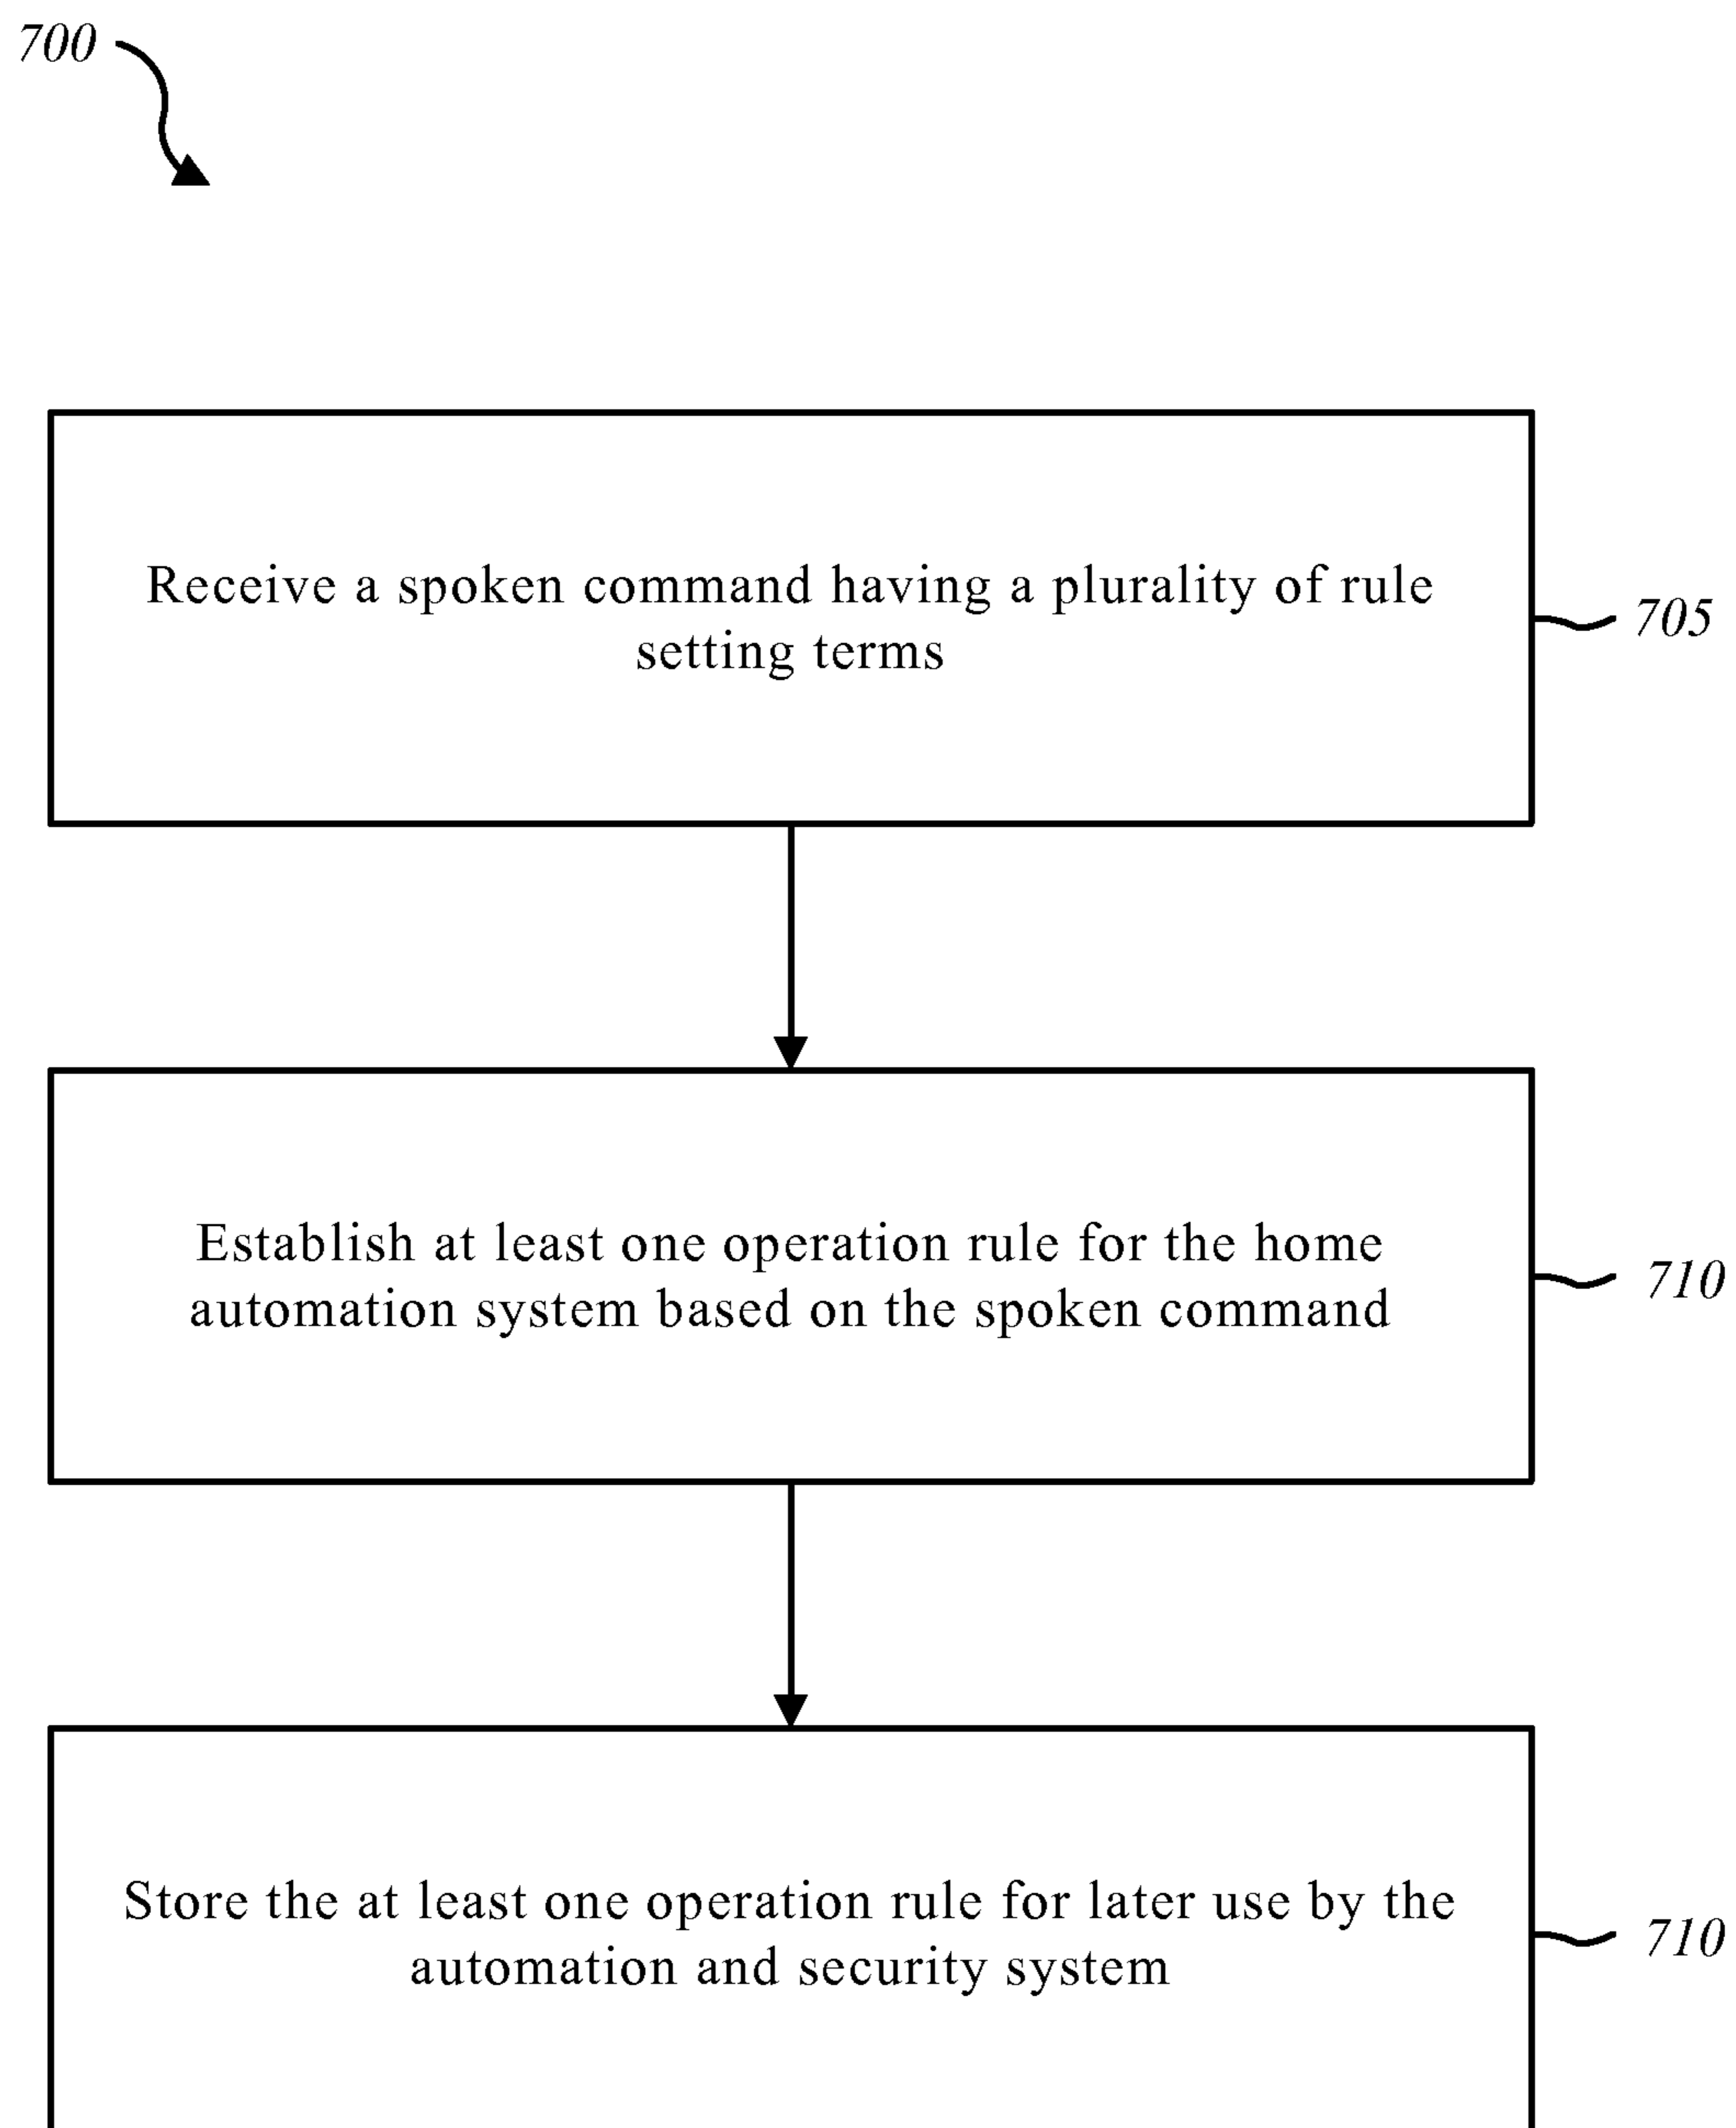 700
Receive a spoken command having a plurality of rule
setting terms
705
Establish at least one operation rule for the home
automation system based on the spoken command
710
Store the at least one operation rule for later use by the
automation and security system
710